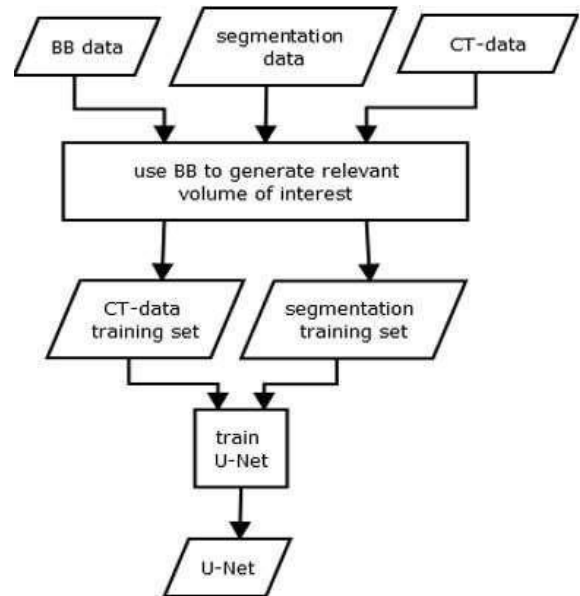 BB data
segmentation
data
CT-data
use BB to generate relevant
volume of interest
CT-data
training set
segmentation
training set
train
U-Net
U-Net